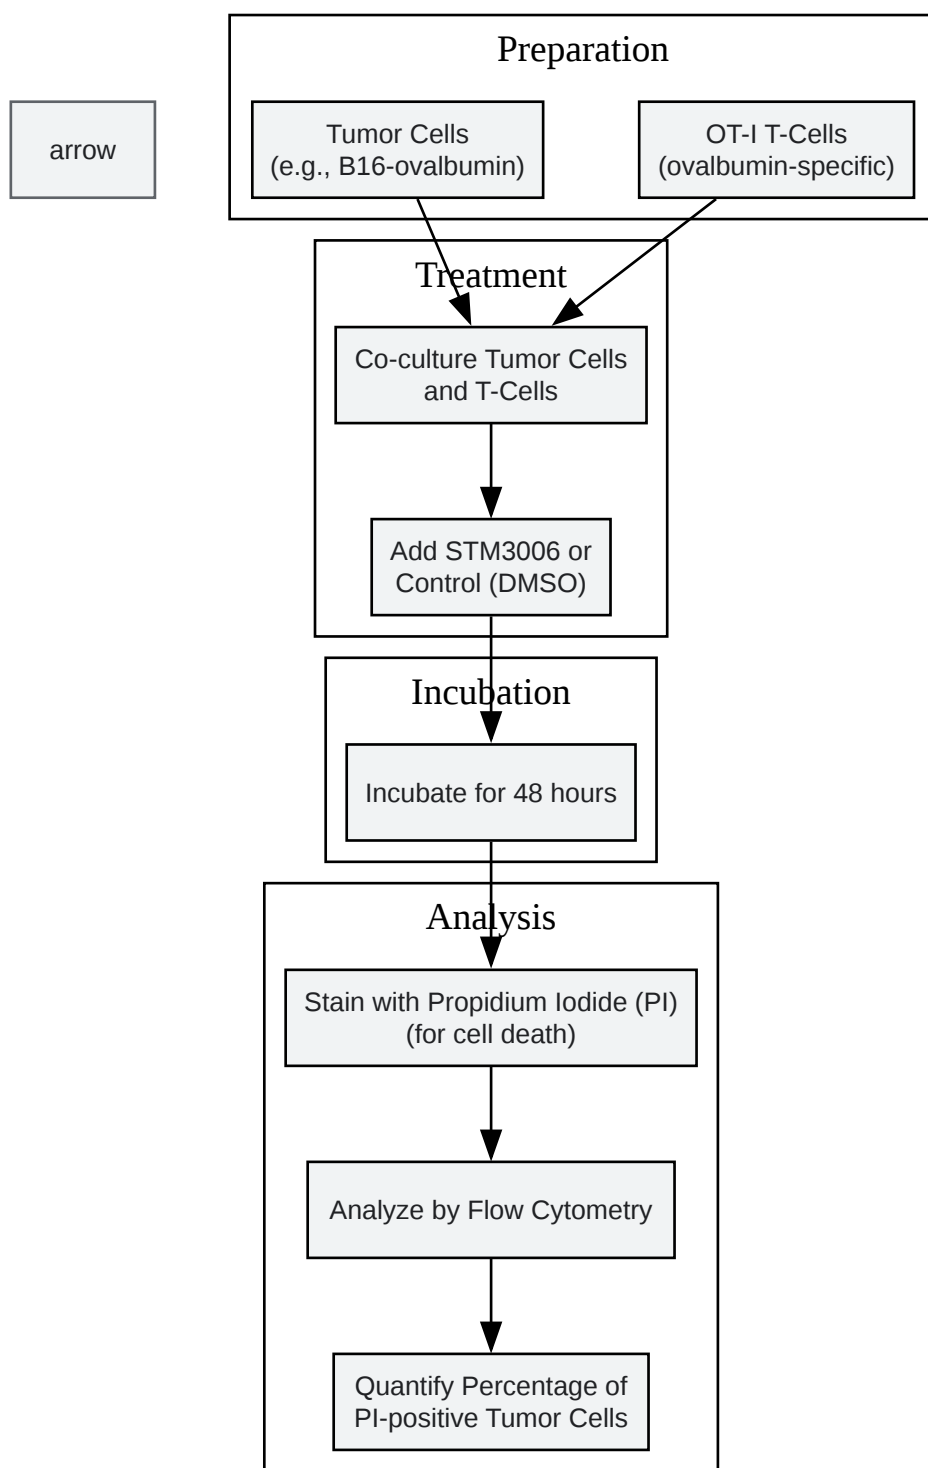 Preparation
arrow
Tumor Cells
(e.g., B16-ovalbumin)
OT-I T-Cells
(ovalbumin-specific)
Treatment
Co-culture Tumor Cells
and T-Cells
Add STM3006 or
Control (DMSO)
Incubation
Incubate for 48 hours
Analysis
Stain with Propidium Iodide (PI)
(for cell death)
Analyze by Flow Cytometry
Quantify Percentage of
PI-positive Tumor Cells